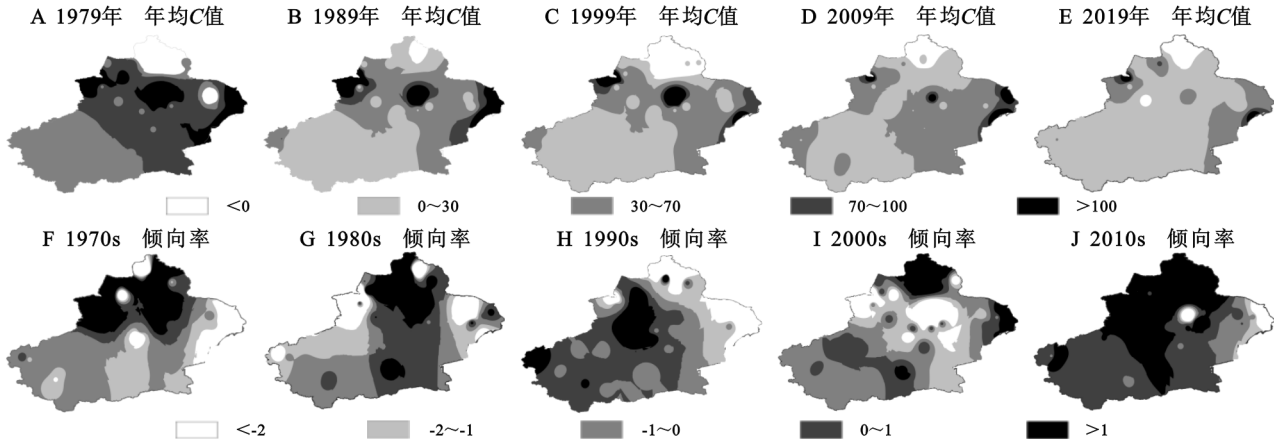 A 1979年 年均C值 B 1989年 年均C值 C 1999年 年均C值 D 2009年 年均C值 E 2019年 年均C值
<0 0～30 30～70 70～100 >100
F 1970s 倾向率 G 1980s 倾向率 H 1990s 倾向率 I 2000s 倾向率 J 2010s 倾向率
<-2 -2～-1 -1～0 0～1 >1